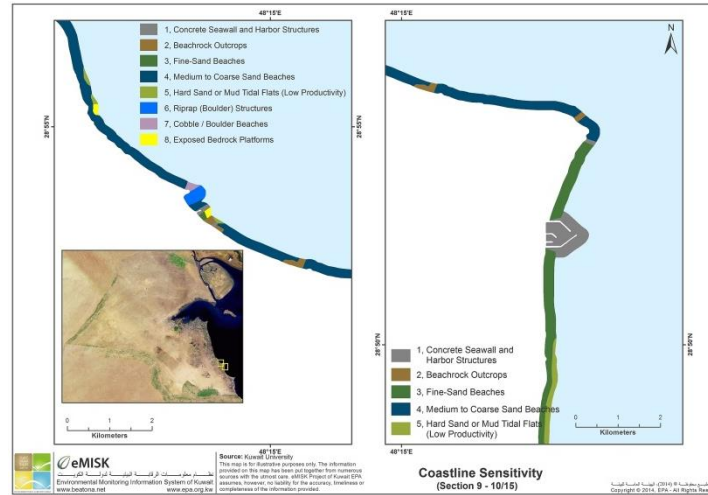 48°15'E
48°15'E
1, Concrete Seawall and Harbor Structures
2, Beachrock Outcrops
3, Fine-Sand Beaches
4, Medium to Coarse Sand Beaches
5, Hard Sand or Mud Tidal Flats (Low Productivity)
6, Riprap (Boulder) Structures
7, Cobble / Boulder Beaches
8, Exposed Bedrock Platforms
N
28°55'N
28°55'N
28°50'N
28°50'N
1, Concrete Seawall and
Harbor Structures
2, Beachrock Outcrops
3, Fine-Sand Beaches
4, Medium to Coarse Sand Beaches
5, Hard Sand or Mud Tidal Flats
(Low Productivity)
0 1 2
Kilometers
0 1 2
Kilometers
48°15'E
48°15'E
eMISK
Environmental Monitoring Information System of Kuwait
www.beatona.net www.epa.org.kw
Source: Kuwait University
This map is for illustrative purposes only. The information
provided on this map has been put together from numerous
sources with the utmost care. eMISK Project of Kuwait EPA
assumes, however, no liability for the accuracy, timeliness or
completeness of the information provided.
Coastline Sensitivity
(Section 9 - 10/15)
Copyright © 2014, EPA - All Rights Res